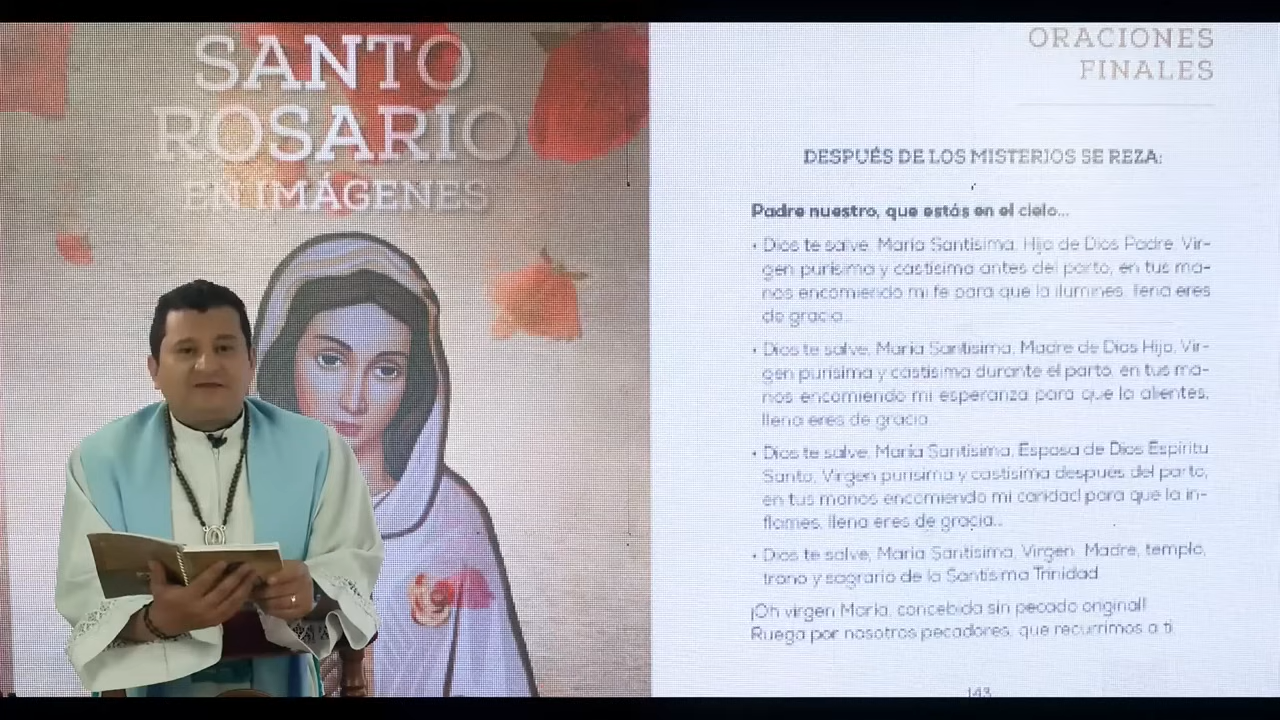 SANTO
ROSARIO
EN IMÁGENES
ORACIONES
FINALES
DESPUÉS DE LOS MISTERIOS SE REZA:
Padre nuestro, que estás en el cielo...
• Dios te salve, María Santísima, Hija de Dios Padre, Vir-
gen purísima y castísima antes del parto, en tus ma-
nos encomiendo mi fe para que la ilumines, llena eres
de gracia...
• Dios te salve, María Santísima, Madre de Dios Hijo, Vir-
gen purísima y castísima durante el parto, en tus ma-
nos encomiendo mi esperanza para que la alientes,
llena eres de gracia...
• Dios te salve, María Santísima, Esposa de Dios Espíritu
Santo, Virgen purísima y castísima después del parto,
en tus manos encomiendo mi caridad para que la in-
flames, llena eres de gracia...
• Dios te salve, María Santísima, Virgen, Madre, templo,
trono y sagrario de la Santísima Trinidad
¡Oh virgen María, concebida sin pecado original!
Ruega por nosotros pecadores, que recurrimos a ti
143